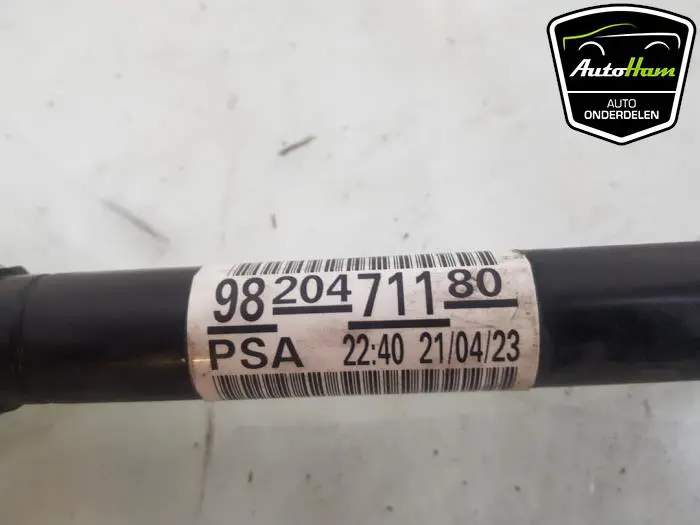 AutoHam
AUTO
ONDERDELEN
98 204 711 80
PSA 22:40 21/04/23